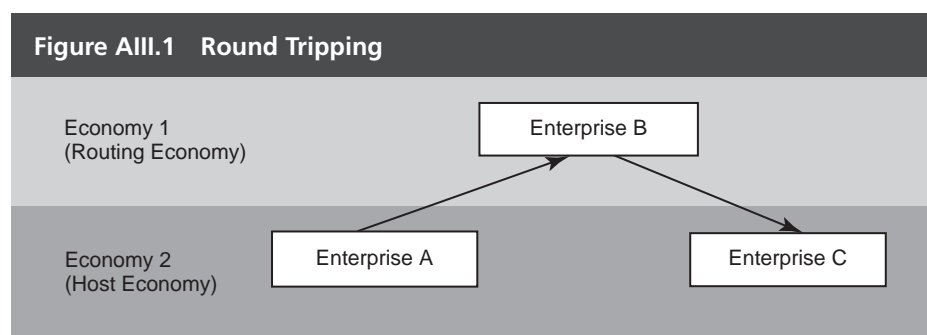 Figure AIII.1 Round Tripping
Economy 1
(Routing Economy)
Enterprise B
Economy 2
(Host Economy)
Enterprise A
Enterprise C